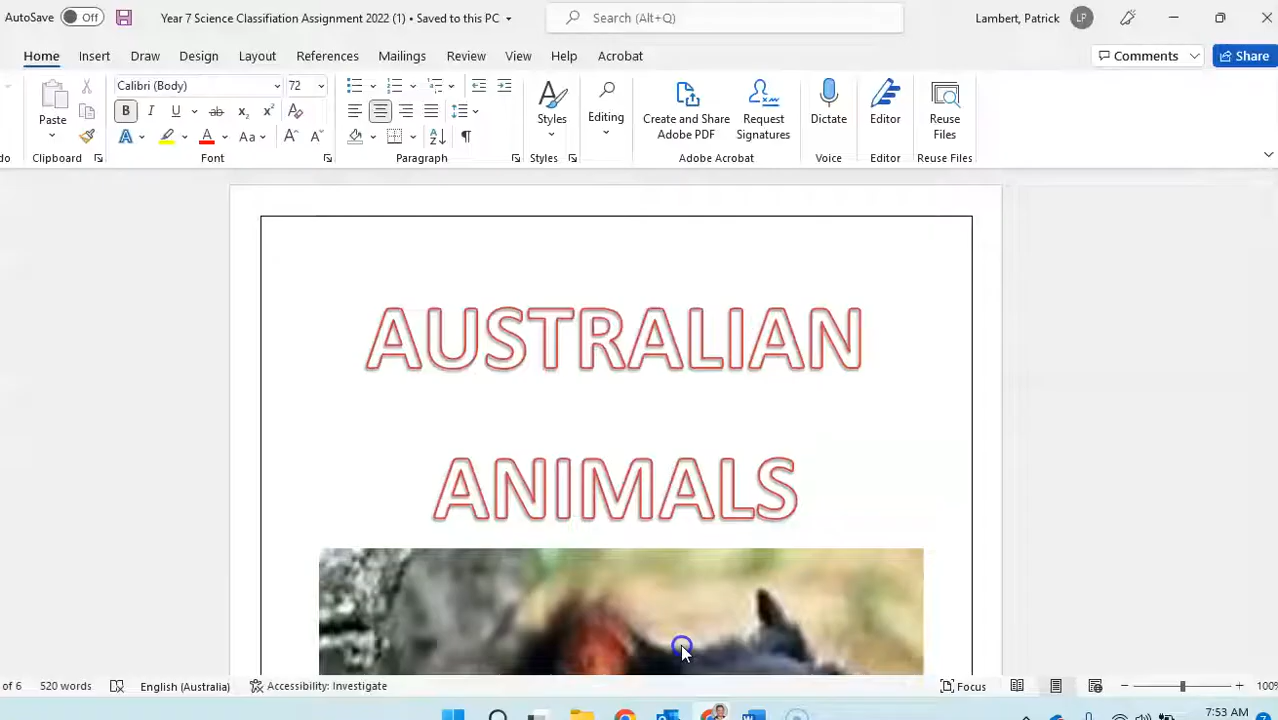 AutoSave Off Year 7 Science Classifiation Assignment 2022 (1) • Saved to this PC Search (Alt+Q) Lambert, Patrick LP
Home Insert Draw Design Layout References Mailings Review View Help Acrobat Comments Share
Calibri (Body) 72
Paste Styles Editing Create and Share Adobe PDF Request Signatures Dictate Editor Reuse Files
Clipboard Font Paragraph Styles Adobe Acrobat Voice Editor Reuse Files
AUSTRALIAN
ANIMALS
of 6 520 words English (Australia) Accessibility: Investigate Focus 100%
7:53 AM